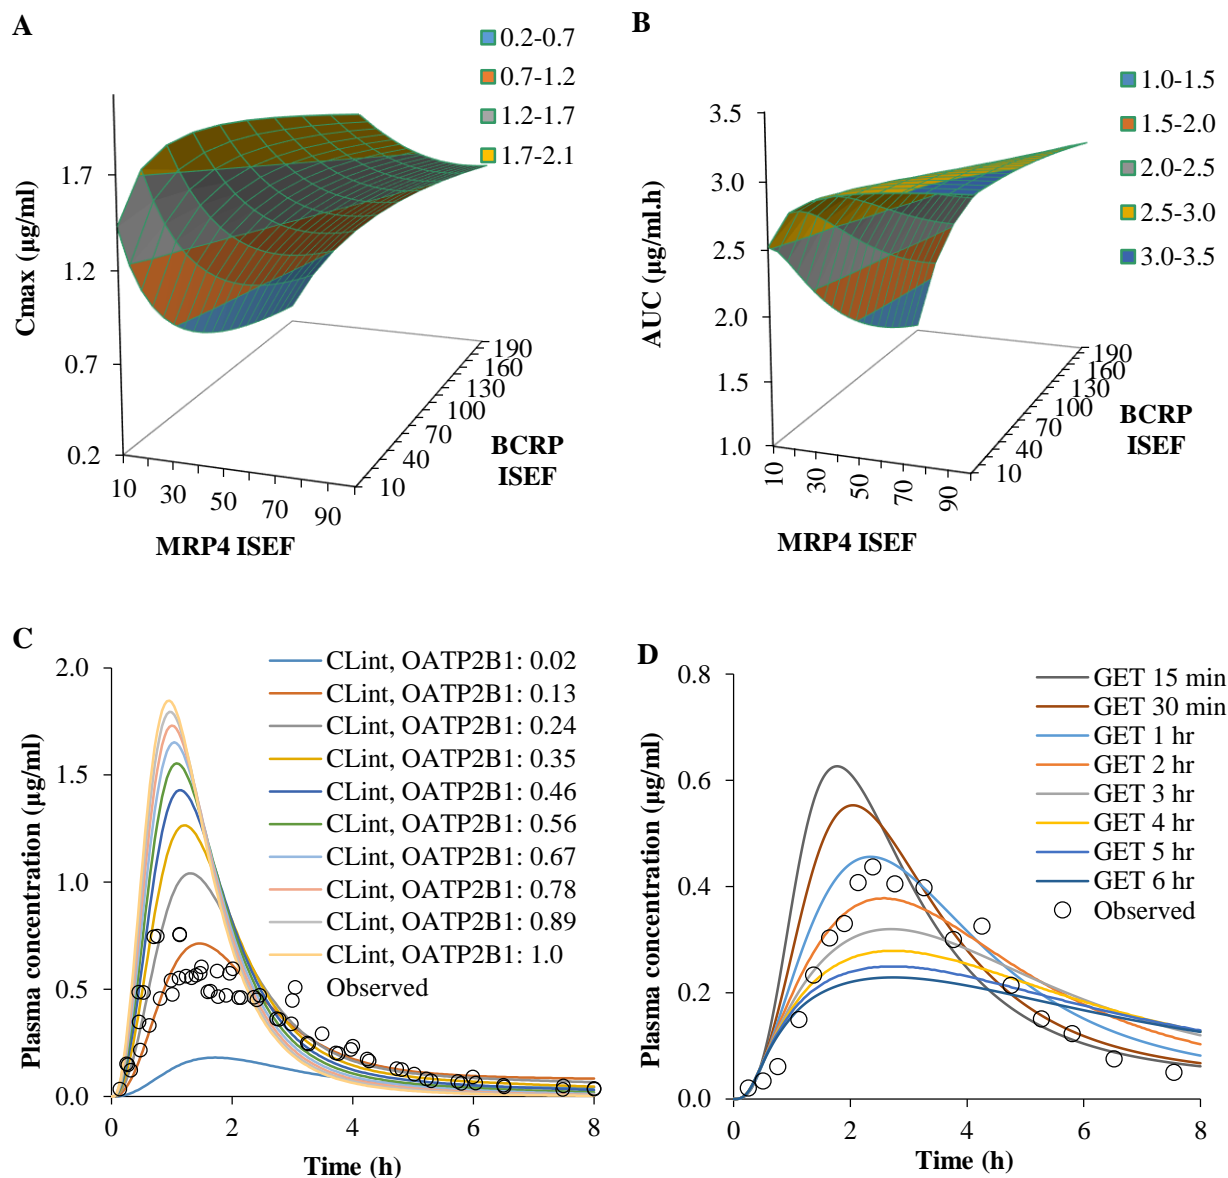 A
0.2-0.7
0.7-1.2
1.2-1.7
1.7-2.1
Cmax (µg/ml)
1.7
1.2
0.7
0.2
10
30
50
70
90
MRP4 ISEF
10
40
70
100
130
160
190
BCRP
ISEF
B
1.0-1.5
1.5-2.0
2.0-2.5
2.5-3.0
3.0-3.5
AUC (µg/ml.h)
3.5
3.0
2.5
2.0
1.5
1.0
10
30
50
70
90
MRP4 ISEF
10
40
70
100
130
160
190
BCRP
ISEF
C
Plasma concentration (µg/ml)
2.0
1.5
1.0
0.5
0.0
0
2
4
6
8
Time (h)
CLint, OATP2B1: 0.02
CLint, OATP2B1: 0.13
CLint, OATP2B1: 0.24
CLint, OATP2B1: 0.35
CLint, OATP2B1: 0.46
CLint, OATP2B1: 0.56
CLint, OATP2B1: 0.67
CLint, OATP2B1: 0.78
CLint, OATP2B1: 0.89
CLint, OATP2B1: 1.0
Observed
D
Plasma concentration (µg/ml)
0.8
0.6
0.4
0.2
0.0
0
2
4
6
8
Time (h)
GET 15 min
GET 30 min
GET 1 hr
GET 2 hr
GET 3 hr
GET 4 hr
GET 5 hr
GET 6 hr
Observed